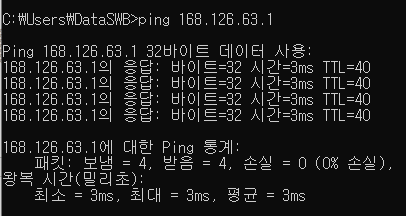 C:₩Users₩DataSWB>ping 168.126.63.1
Ping 168.126.63.1 32바이트 데이터 사용:
168.126.63.1의 응답: 바이트=32 시간=3ms TTL=40
168.126.63.1의 응답: 바이트=32 시간=3ms TTL=40
168.126.63.1의 응답: 바이트=32 시간=3ms TTL=40
168.126.63.1의 응답: 바이트=32 시간=3ms TTL=40
168.126.63.1에 대한 Ping 통계:
패킷: 보냄 = 4, 받음 = 4, 손실 = 0 (0% 손실),
왕복 시간(밀리초):
최소 = 3ms, 최대 = 3ms, 평균 = 3ms